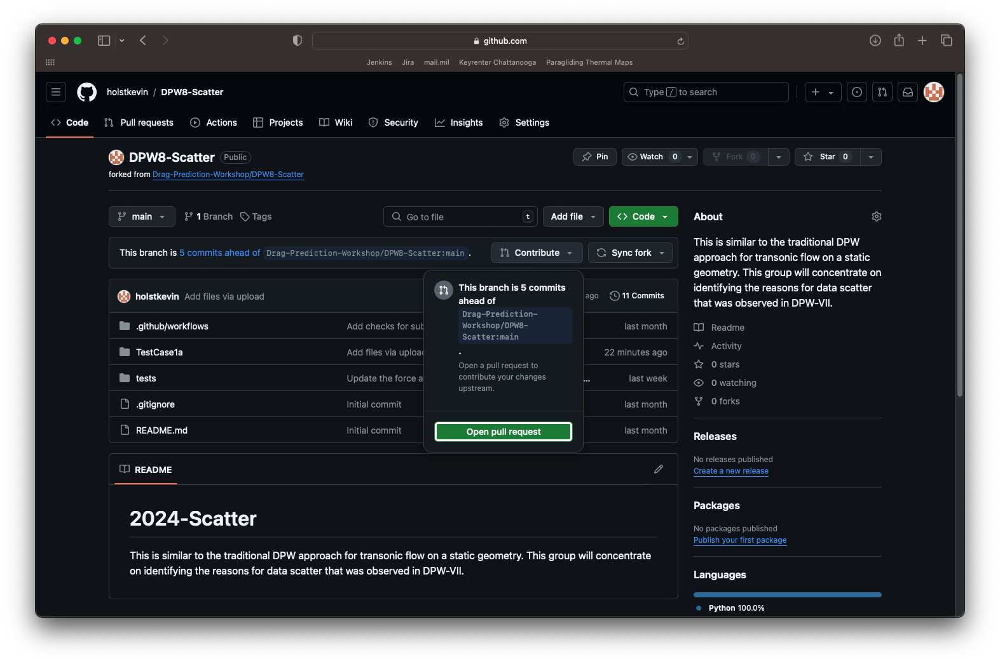 github.com
Jenkins Jira mail.mil Keyrenter Chattanooga Paragliding Thermal Maps
holstkevin / DPW8-Scatter
Type / to search
Code Pull requests Actions Projects Wiki Security Insights Settings
DPW8-Scatter Public
Pin Watch 0 Fork 0 Star 0
forked from Drag-Prediction-Workshop/DPW8-Scatter
main 1 Branch Tags
Go to file t Add file Code
This branch is 5 commits ahead of Drag-Prediction-Workshop/DPW8-Scatter:main .
Contribute Sync fork
holstkevin Add files via upload ago 11 Commits
.github/workflows Add checks for sub last month
TestCase1a Add files via upload 22 minutes ago
tests Update the force a ... last week
.gitignore Initial commit last month
README.md Initial commit last month
This branch is 5 commits
ahead of
Drag-Prediction-
Workshop/DPW8-
Scatter:main
.
Open a pull request to
contribute your changes
upstream.
Open pull request
README
2024-Scatter
This is similar to the traditional DPW approach for transonic flow on a static geometry. This group will concentrate
on identifying the reasons for data scatter that was observed in DPW-VII.
About
This is similar to the traditional DPW
approach for transonic flow on a static
geometry. This group will concentrate on
identifying the reasons for data scatter
that was observed in DPW-VII.
Readme
Activity
0 stars
0 watching
0 forks
Releases
No releases published
Create a new release
Packages
No packages published
Publish your first package
Languages
Python 100.0%